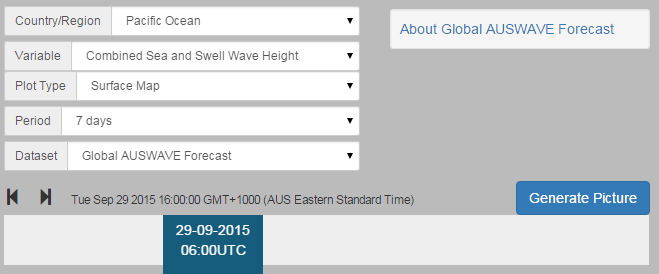 Country/Region Pacific Ocean
About Global AUSWAVE Forecast
Variable Combined Sea and Swell Wave Height
Plot Type Surface Map
Period 7 days
Dataset Global AUSWAVE Forecast
Tue Sep 29 2015 16:00:00 GMT+1000 (AUS Eastern Standard Time)
Generate Picture
29-09-2015
06:00UTC